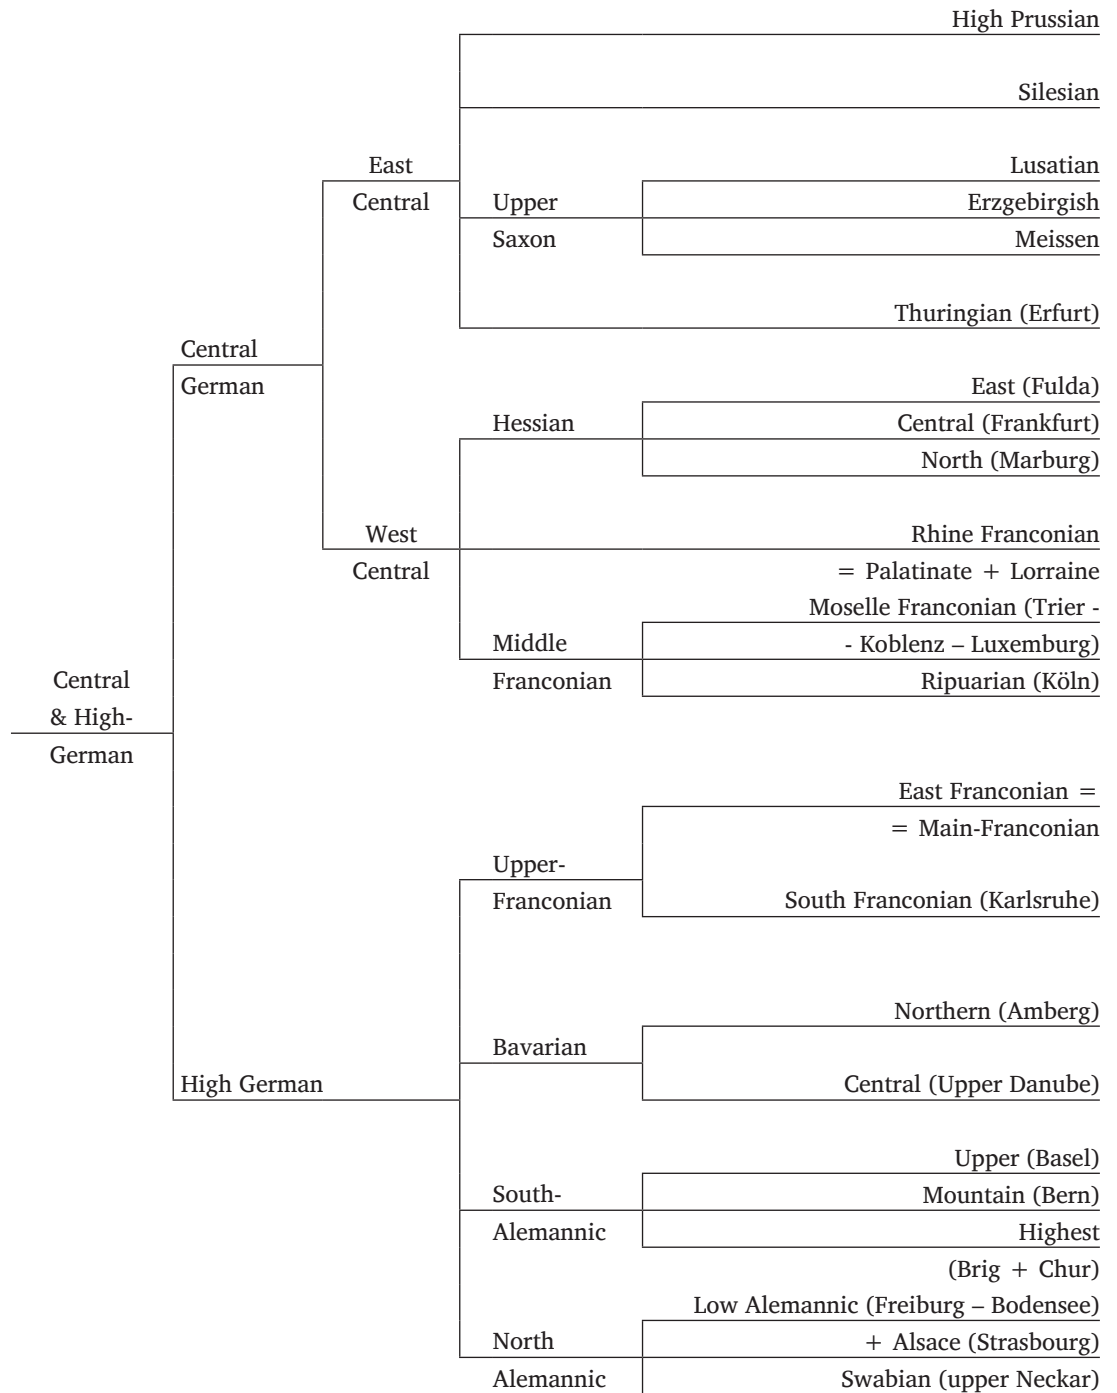 High Prussian
Silesian
East
Central
Lusatian
Upper
Saxon
Erzgebirgish
Meissen
Thuringian (Erfurt)
Central
German
East (Fulda)
Hessian
Central (Frankfurt)
North (Marburg)
West
Central
Rhine Franconian
= Palatinate + Lorraine
Moselle Franconian (Trier -
- Koblenz – Luxemburg)
Middle
Franconian
Ripuarian (Köln)
Central
& High-
German
East Franconian =
= Main-Franconian
Upper-
Franconian
South Franconian (Karlsruhe)
Northern (Amberg)
Bavarian
Central (Upper Danube)
High German
Upper (Basel)
South-
Alemannic
Mountain (Bern)
Highest
(Brig + Chur)
Low Alemannic (Freiburg – Bodensee)
+ Alsace (Strasbourg)
North
Alemannic
Swabian (upper Neckar)